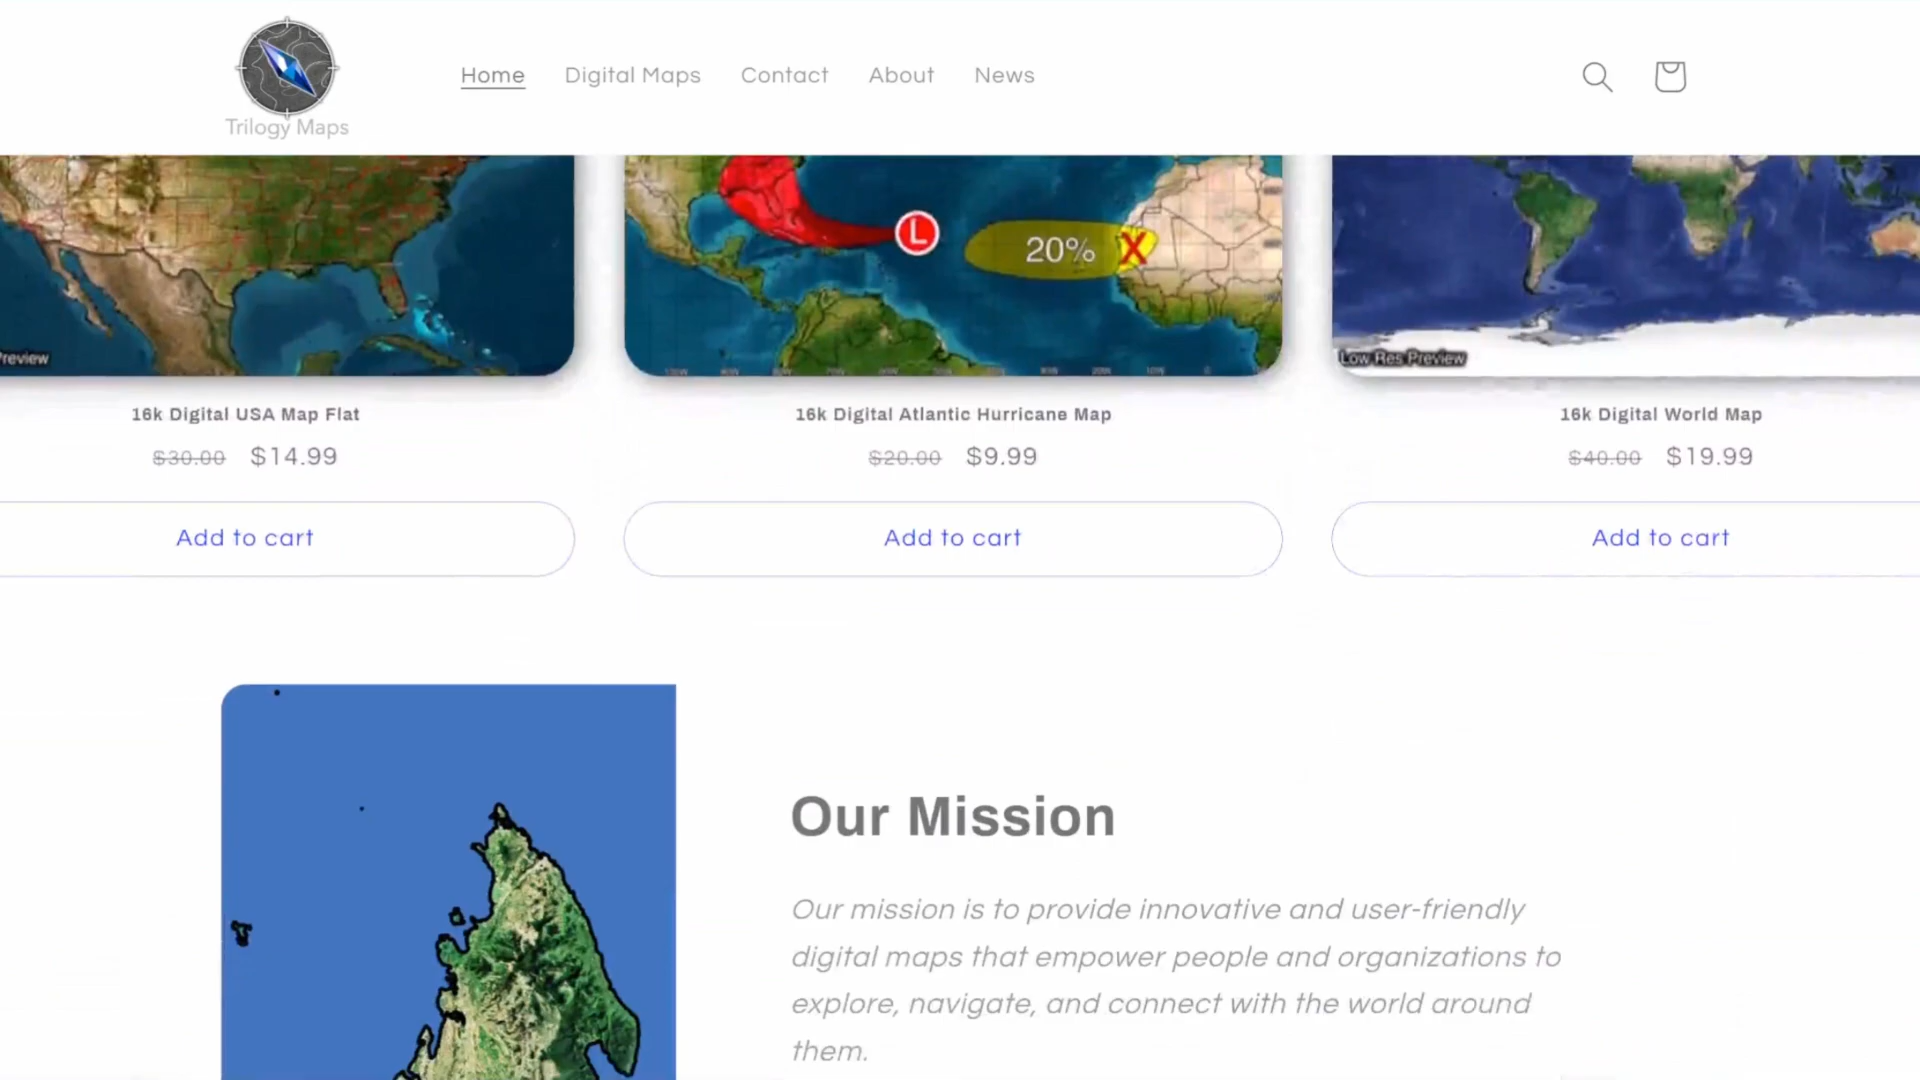 Trilogy Maps
Home Digital Maps Contact About News
L
20% X
Preview
Low Res Preview
16k Digital USA Map Flat
$30.00 $14.99
Add to cart
16k Digital Atlantic Hurricane Map
$20.00 $9.99
Add to cart
16k Digital World Map
$40.00 $19.99
Add to cart
Our Mission
Our mission is to provide innovative and user-friendly
digital maps that empower people and organizations to
explore, navigate, and connect with the world around
them.